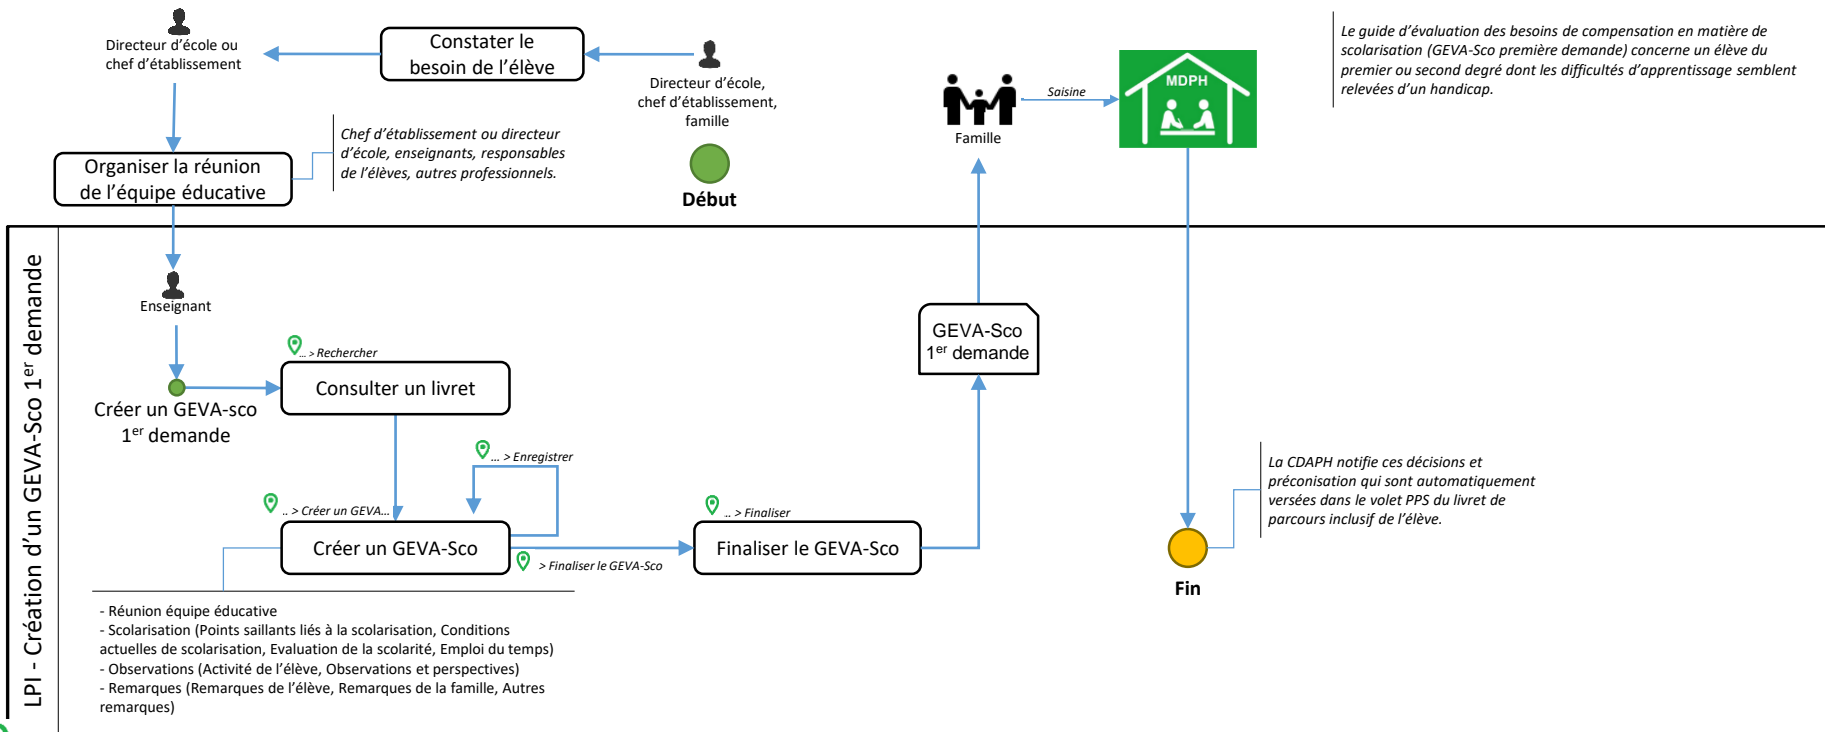 Directeur d'école ou
chef d'établissement
Constater le
besoin de l'élève
Directeur d'école,
chef d'établissement,
famille
Début
Organiser la réunion
de l'équipe éducative
Chef d'établissement ou directeur
d'école, enseignants, responsables
de l'élèves, autres professionnels.
Famille
Saisine
MDPH
Le guide d'évaluation des besoins de compensation en matière de
scolarisation (GEVA-Sco première demande) concerne un élève du
premier ou second degré dont les difficultés d'apprentissage semblent
relevées d'un handicap.
LPI - Création d'un GEVA-Sco 1er demande
Enseignant
Créer un GEVA-sco
1er demande
... > Rechercher
Consulter un livret
... > Enregistrer
.. > Créer un GEVA...
Créer un GEVA-Sco
> Finaliser le GEVA-Sco
.. > Finaliser
Finaliser le GEVA-Sco
GEVA-Sco
1er demande
- Réunion équipe éducative
- Scolarisation (Points saillants liés à la scolarisation, Conditions
actuelles de scolarisation, Evaluation de la scolarité, Emploi du temps)
- Observations (Activité de l'élève, Observations et perspectives)
- Remarques (Remarques de l'élève, Remarques de la famille, Autres
remarques)
La CDAPH notifie ces décisions et
préconisation qui sont automatiquement
versées dans le volet PPS du livret de
parcours inclusif de l'élève.
Fin